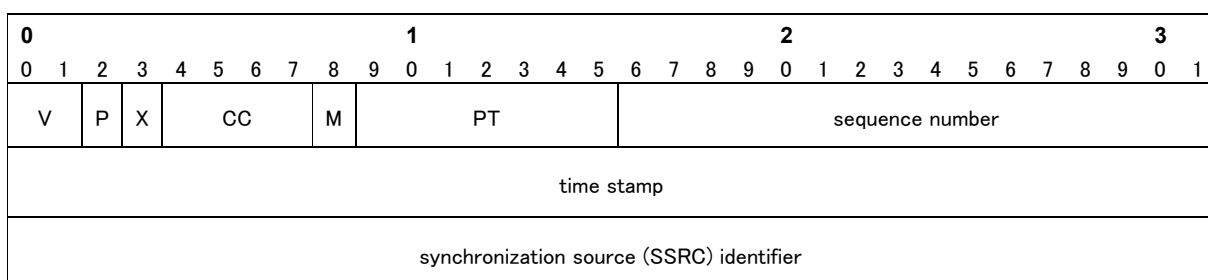 0 1 2 3
0 1 2 3 4 5 6 7 8 9 0 1 2 3 4 5 6 7 8 9 0 1 2 3 4 5 6 7 8 9 0 1
V P X CC M PT sequence number
time stamp
synchronization source (SSRC) identifier